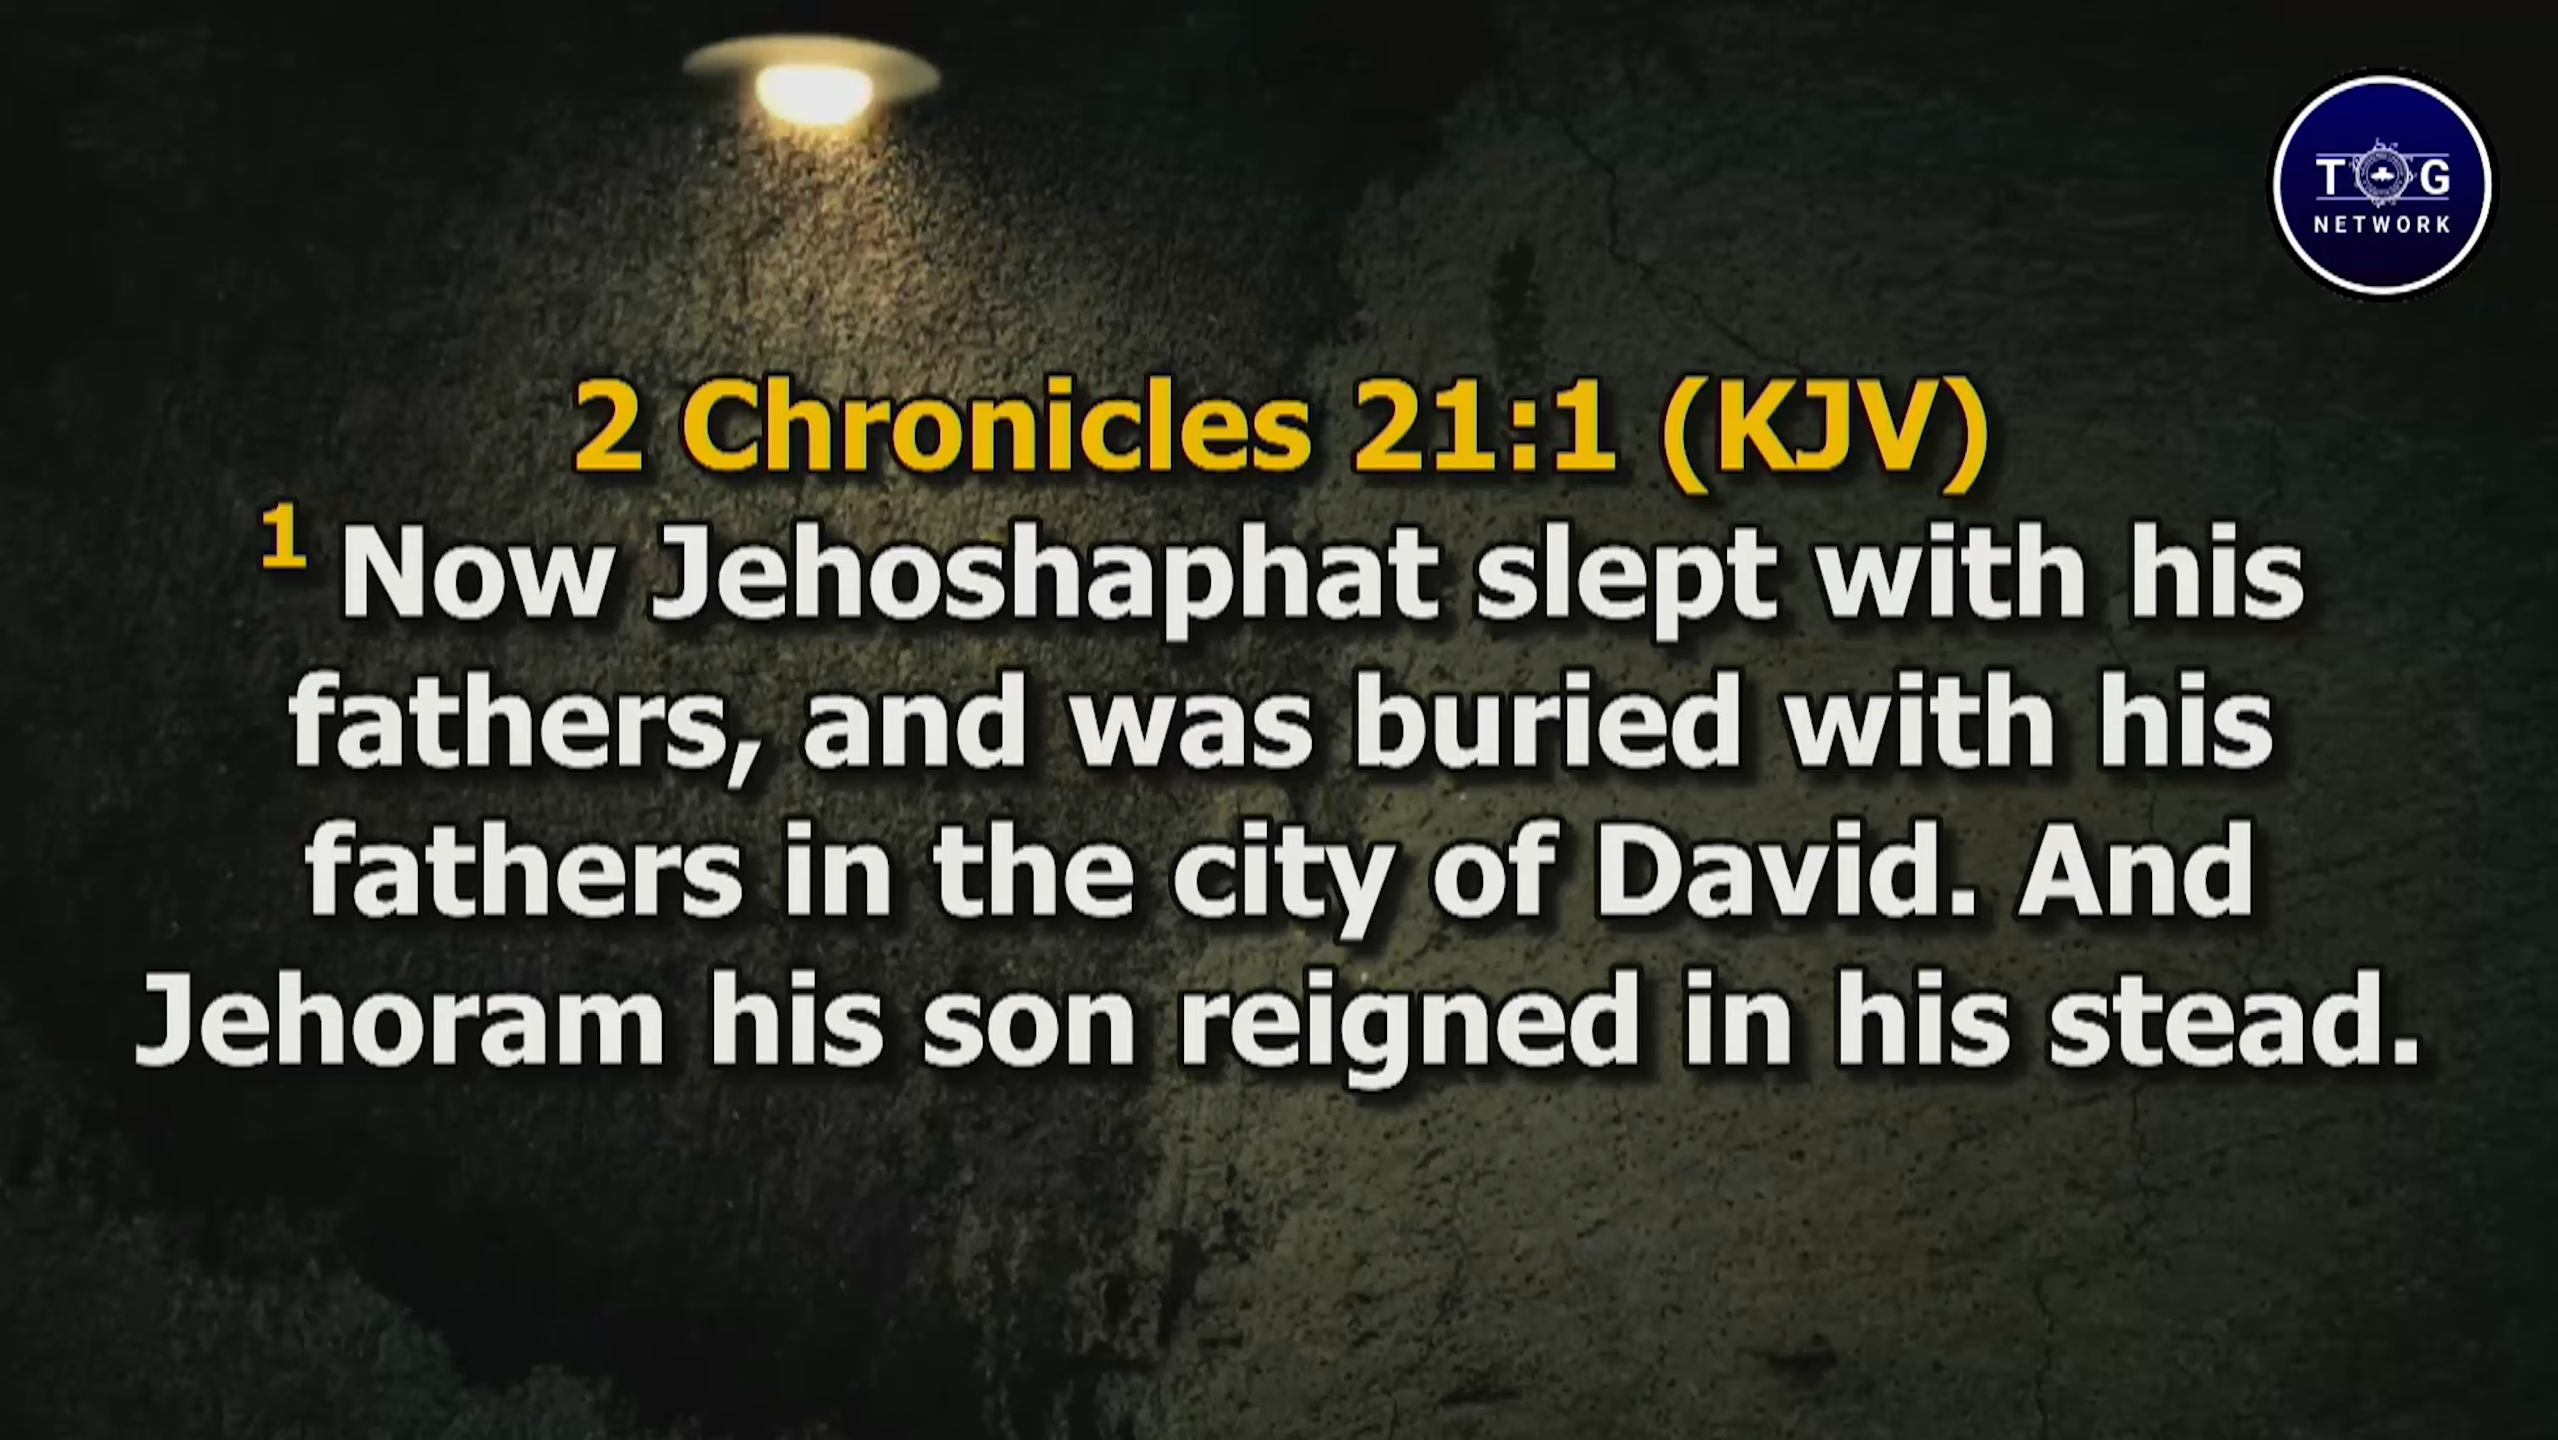 T G
NETWORK
2 Chronicles 21:1 (KJV)
1 Now Jehoshaphat slept with his
fathers, and was buried with his
fathers in the city of David. And
Jehoram his son reigned in his stead.